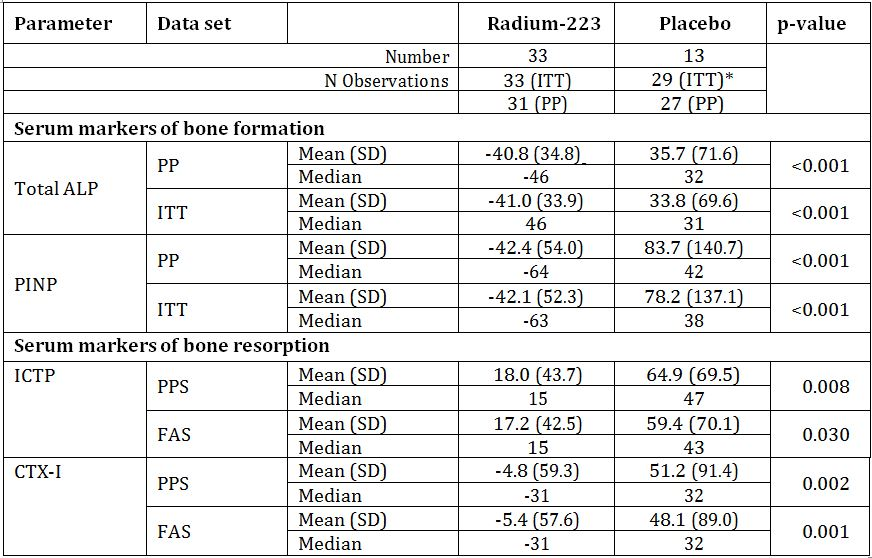 Parameter Data set Radium-223 Placebo p-value
Number 33 13
N Observations 33 (ITT) 29 (ITT)*
31 (PP) 27 (PP)
Serum markers of bone formation
Total ALP PP Mean (SD) -40.8 (34.8) 35.7 (71.6) <0.001
Median -46 32
ITT Mean (SD) -41.0 (33.9) 33.8 (69.6) <0.001
Median 46 31
PINP PP Mean (SD) -42.4 (54.0) 83.7 (140.7) <0.001
Median -64 42
ITT Mean (SD) -42.1 (52.3) 78.2 (137.1) <0.001
Median -63 38
Serum markers of bone resorption
ICTP PPS Mean (SD) 18.0 (43.7) 64.9 (69.5) 0.008
Median 15 47
FAS Mean (SD) 17.2 (42.5) 59.4 (70.1) 0.030
Median 15 43
CTX-I PPS Mean (SD) -4.8 (59.3) 51.2 (91.4) 0.002
Median -31 32
FAS Mean (SD) -5.4 (57.6) 48.1 (89.0) 0.001
Median -31 32